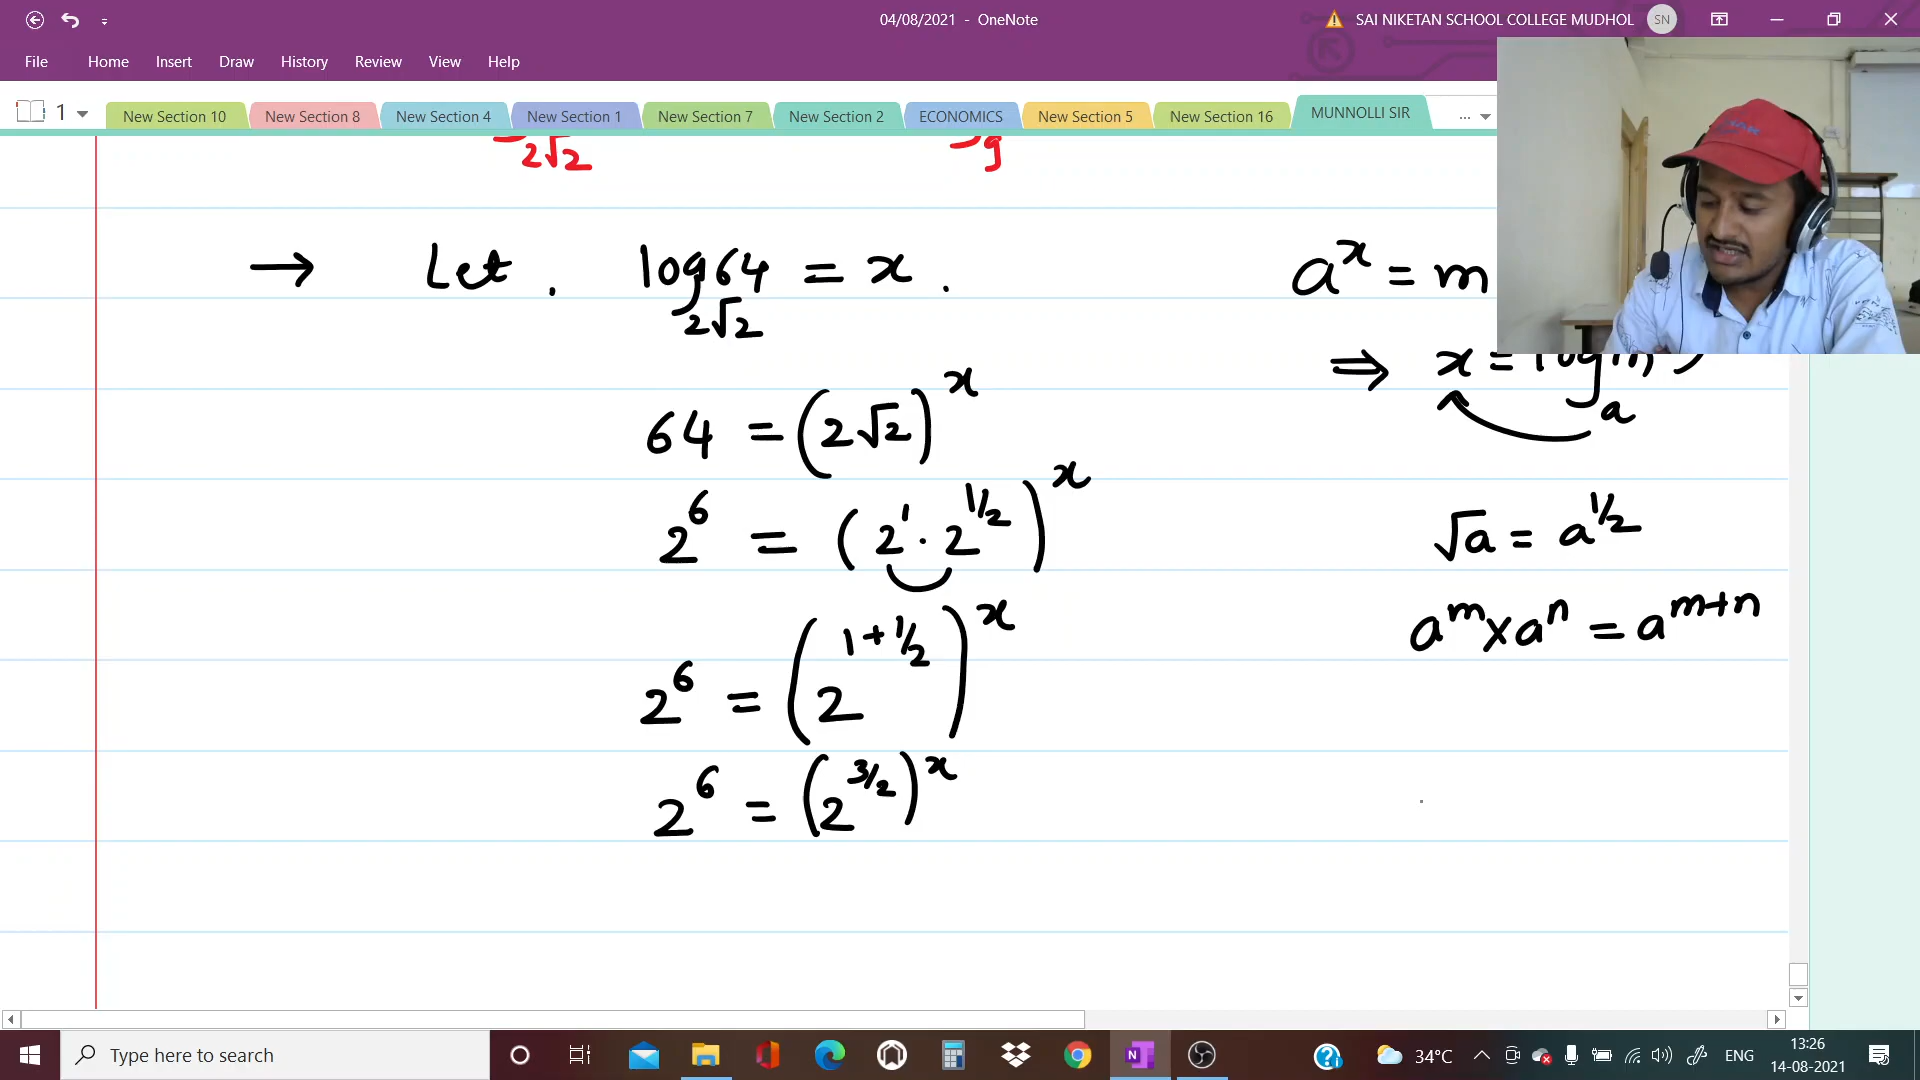 04/08/2021 - OneNote
SAI NIKETAN SCHOOL COLLEGE MUDHOL SN
File Home Insert Draw History Review View Help
1 New Section 10 New Section 8 New Section 4 New Section 1 New Section 7 New Section 2 ECONOMICS New Section 5 New Section 16 MUNNOLLI SIR ...
2√2 g
→ Let . log₂√₂ 64 = x .
64 = (2√2)^x
2^6 = (2^1 · 2^1/2)^x
2^6 = (2^1+1/2)^x
2^6 = (2^3/2)^x
a^x = m
⇒ x = log a
√a = a^1/2
a^m x a^n = a^m+n
Type here to search
34°C ENG 13:26
14-08-2021